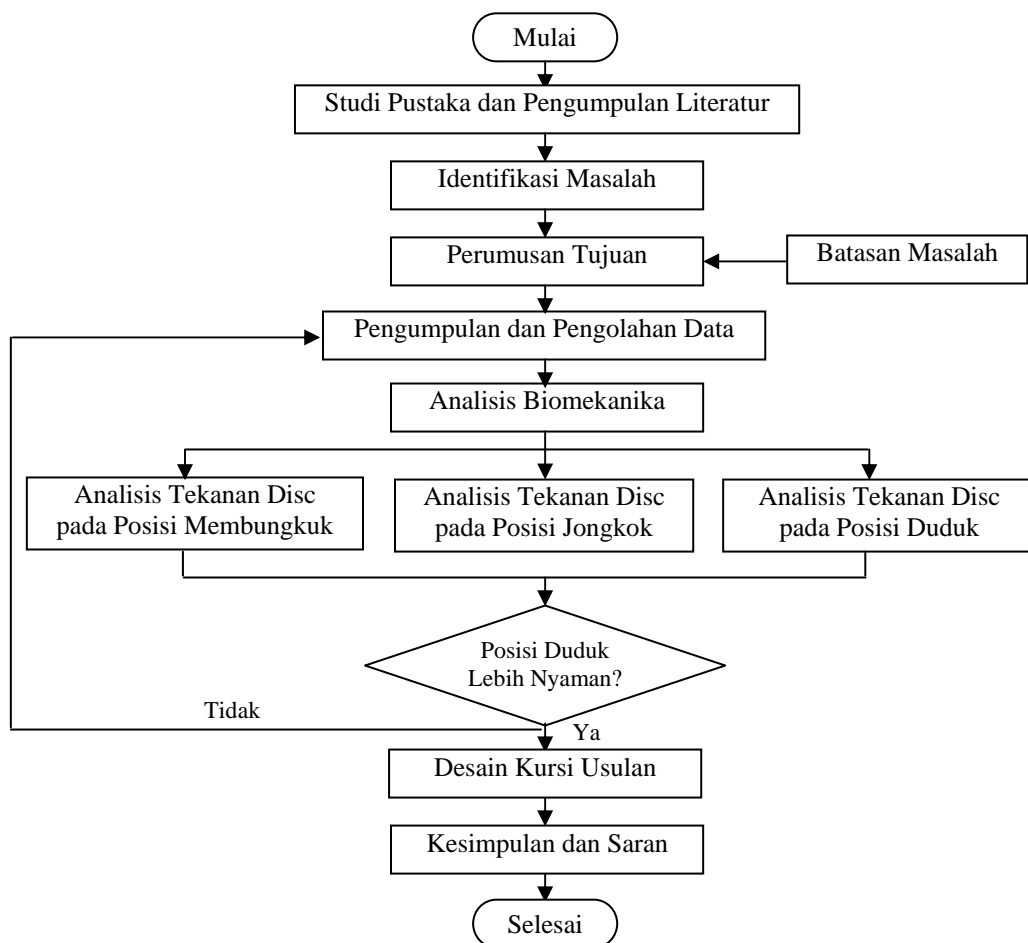 Mulai
Studi Pustaka dan Pengumpulan Literatur
Identifikasi Masalah
Perumusan Tujuan
Batasan Masalah
Pengumpulan dan Pengolahan Data
Analisis Biomekanika
Analisis Tekanan Disc
pada Posisi Membungkuk
Analisis Tekanan Disc
pada Posisi Jongkok
Analisis Tekanan Disc
pada Posisi Duduk
Posisi Duduk
Lebih Nyaman?
Tidak
Ya
Desain Kursi Usulan
Kesimpulan dan Saran
Selesai